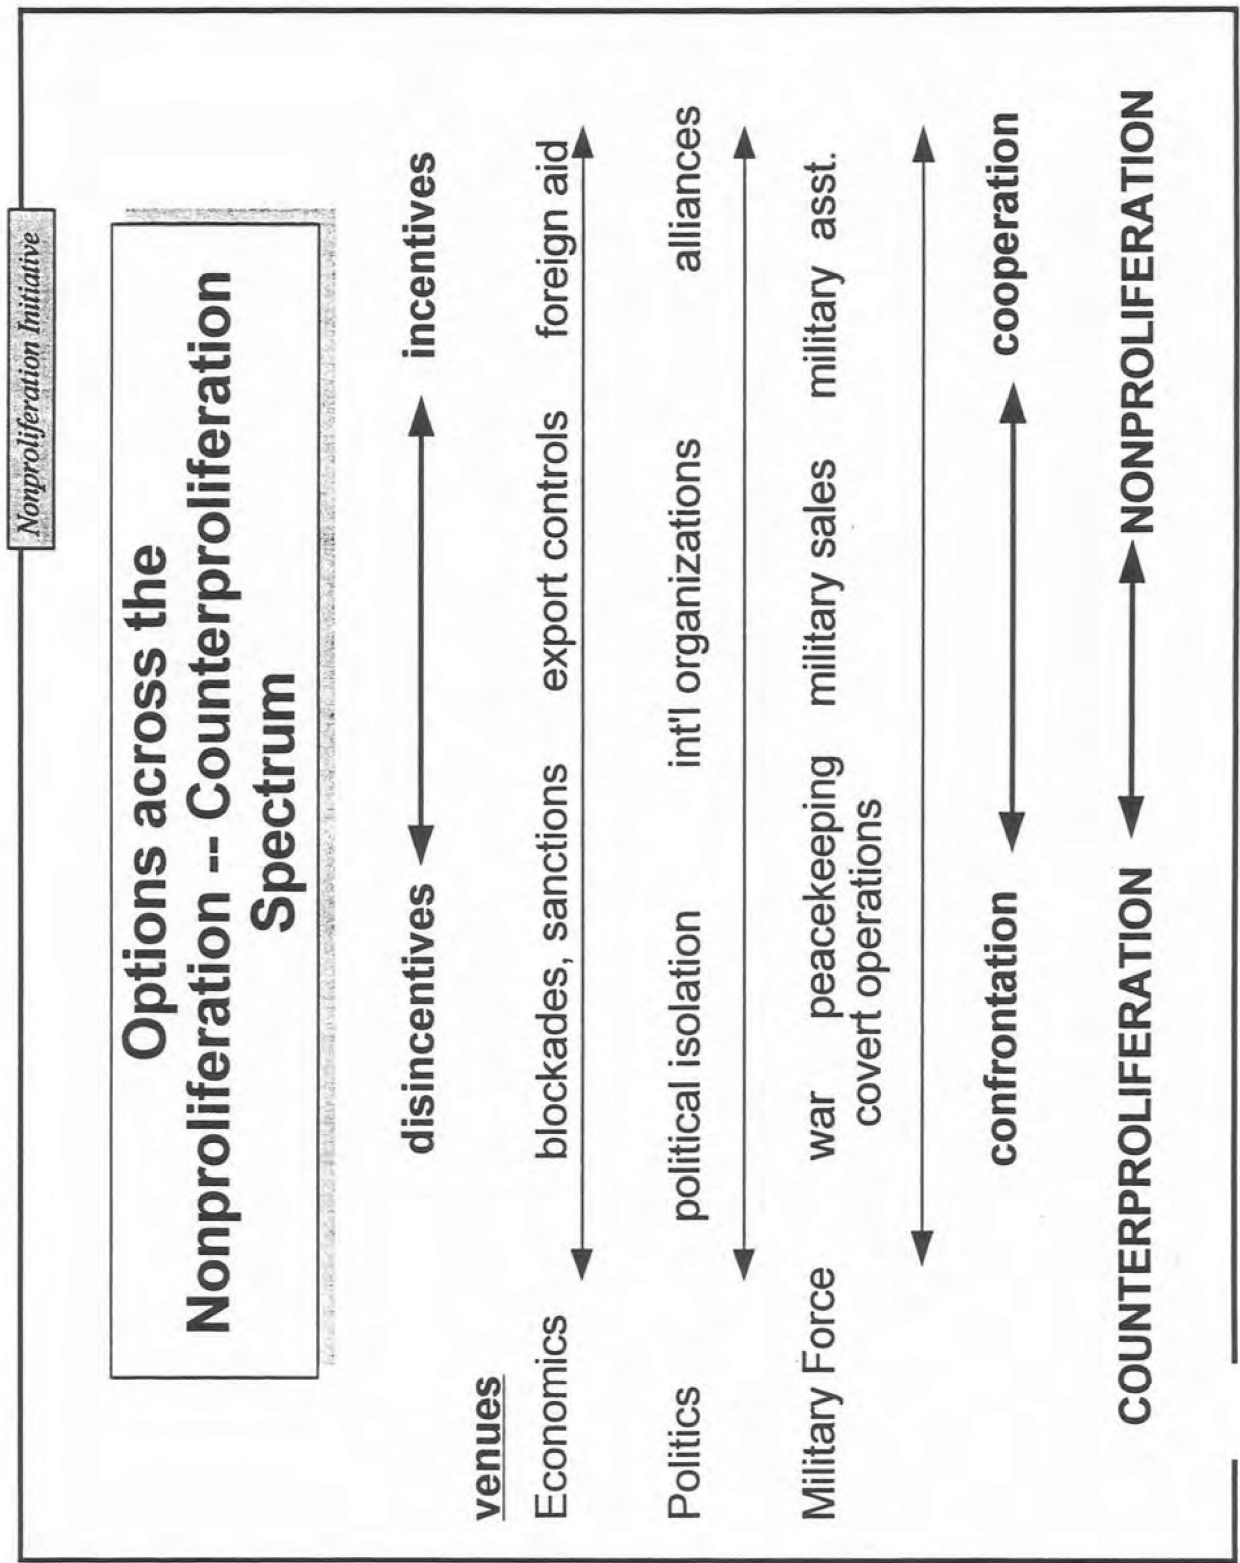 Nonproliferation Initiative
Options across the
Nonproliferation -- Counterproliferation
Spectrum
disincentives incentives
venues
Economics blockades, sanctions export controls foreign aid
Politics political isolation int'l organizations alliances
Military Force war peacekeeping military sales military asst.
covert operations
confrontation cooperation
COUNTERPROLIFERATION NONPROLIFERATION